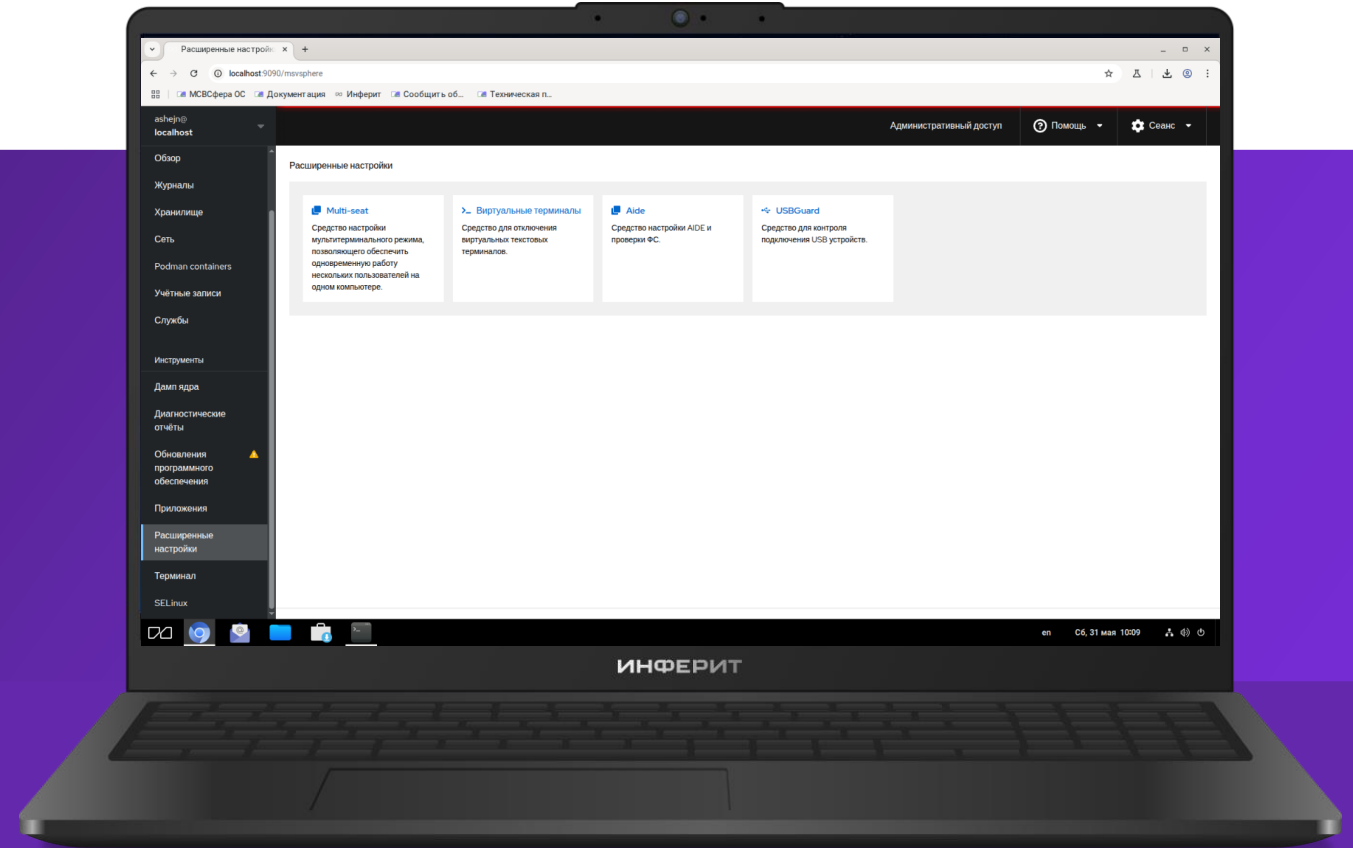 Расширенные настройк
localhost:9090/msvsphere
МСВСфера ОС Документация Инферит Сообщить об... Техническая п...
ashejn@
localhost
Административный доступ Помощь Сеанс
Обзор
Журналы
Хранилище
Сеть
Podman containers
Учётные записи
Службы
Инструменты
Дамп ядра
Диагностические
отчёты
Обновления
программного
обеспечения
Приложения
Расширенные
настройки
Терминал
SELinux
Расширенные настройки
Multi-seat
Средство настройки
мультитерминального режима,
позволяющего обеспечить
одновременную работу
нескольких пользователей на
одном компьютере.
Виртуальные терминалы
Средство для отключения
виртуальных текстовых
терминалов.
Aide
Средство настройки AIDE и
проверки ФС.
USBGuard
Средство для контроля
подключения USB устройств.
en Сб, 31 мая 10:09
ИНФЕРИТ